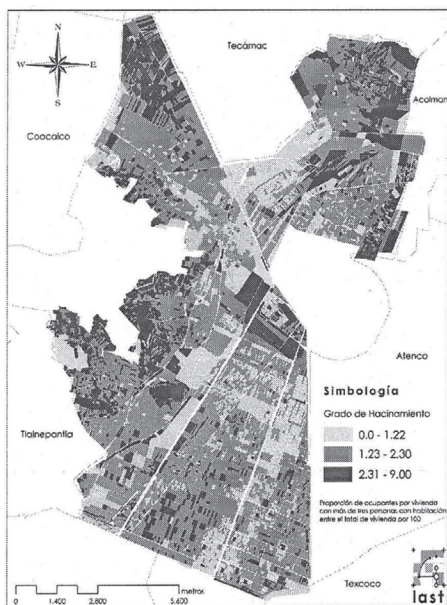 N
W E
S
Tecámac
Acolman
Coacalco
Atenco
Simbología
Grado de Hacinamiento
0.0 - 1.22
1.23 - 2.30
2.31 - 9.00
Tlalnepantla
Proporción de ocupantes por vivienda
con más de tres personas con habitación
entre el total de vivienda por 100
Texcoco
0 1,400 2,800 5,600
metros
last